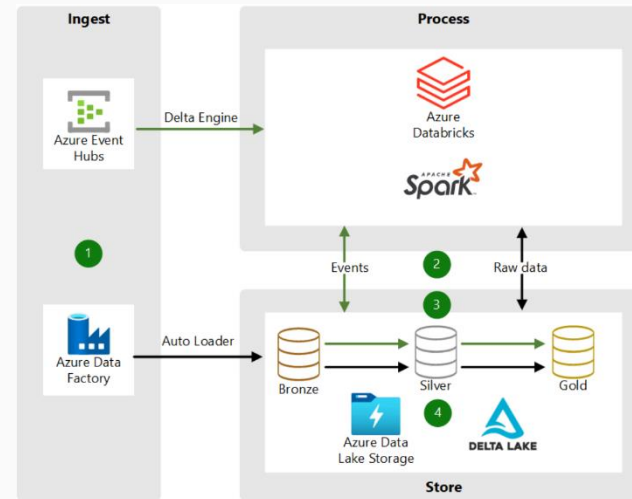 Ingest
Process
Azure Event
Hubs
Delta Engine
Azure
Databricks
APACHE
Spark™
1
Events
2
Raw data
3
Azure Data
Factory
Auto Loader
Bronze
Silver
Gold
4
Azure Data
Lake Storage
DELTA LAKE
Store